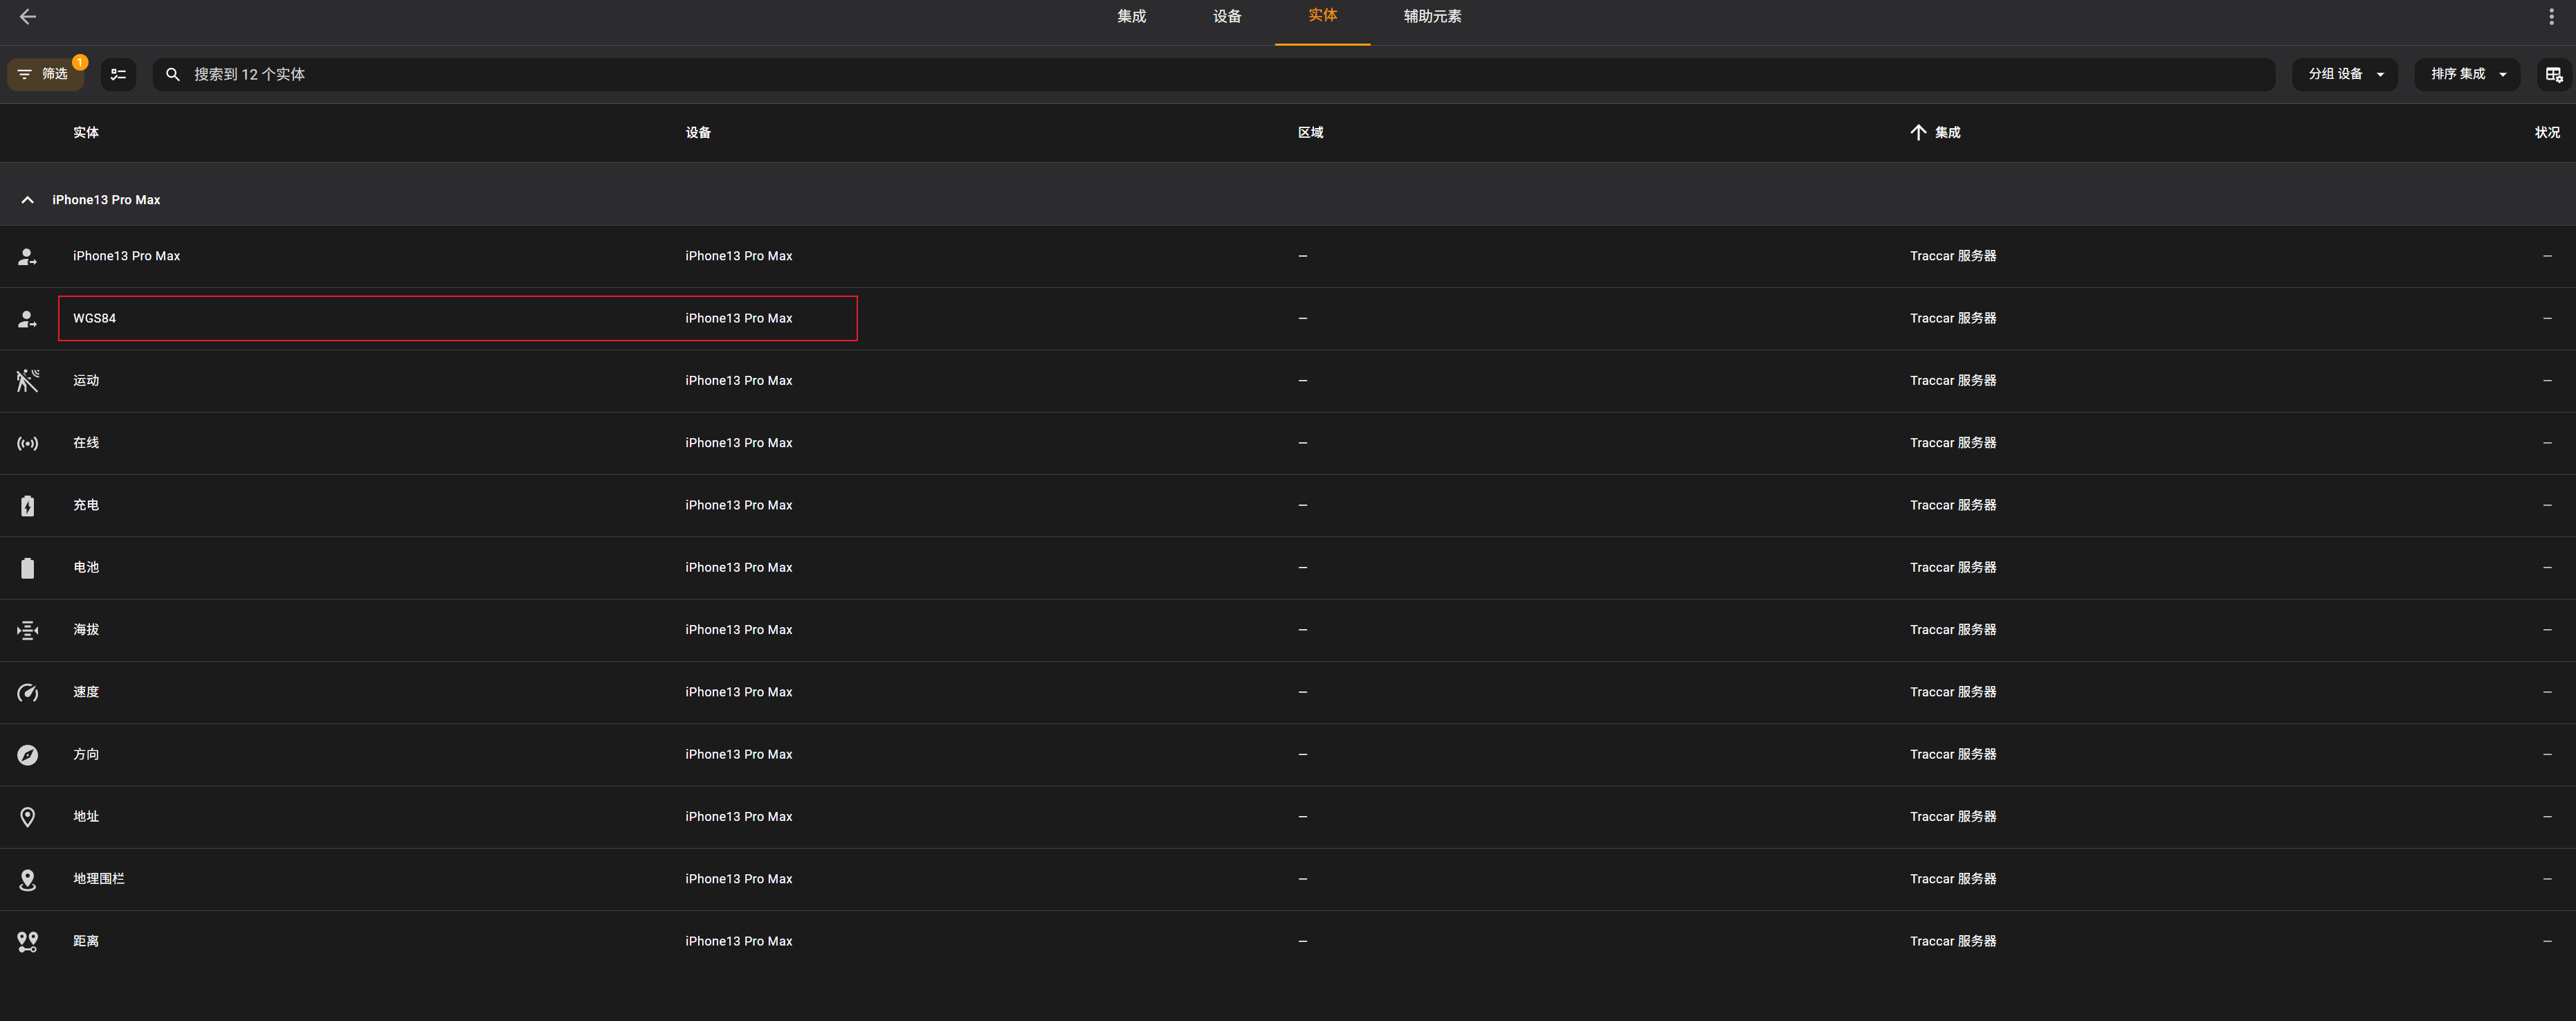 集成 设备 实体 辅助元素
筛选 1 搜索到 12 个实体 分组 设备 排序 集成
实体 设备 区域 集成 状况
iPhone13 Pro Max
iPhone13 Pro Max iPhone13 Pro Max — Traccar 服务器 —
WGS84 iPhone13 Pro Max — Traccar 服务器 —
运动 iPhone13 Pro Max — Traccar 服务器 —
在线 iPhone13 Pro Max — Traccar 服务器 —
充电 iPhone13 Pro Max — Traccar 服务器 —
电池 iPhone13 Pro Max — Traccar 服务器 —
海拔 iPhone13 Pro Max — Traccar 服务器 —
速度 iPhone13 Pro Max — Traccar 服务器 —
方向 iPhone13 Pro Max — Traccar 服务器 —
地址 iPhone13 Pro Max — Traccar 服务器 —
地理围栏 iPhone13 Pro Max — Traccar 服务器 —
距离 iPhone13 Pro Max — Traccar 服务器 —